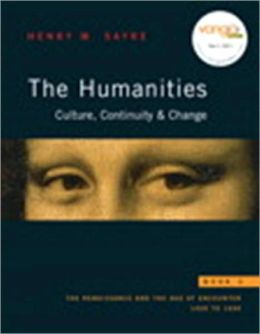 HENRY M. SAYRE
The Humanities
Culture, Continuity & Change
BOOK 3
THE RENAISSANCE AND THE AGE OF ENCOUNTER
1400 TO 1600